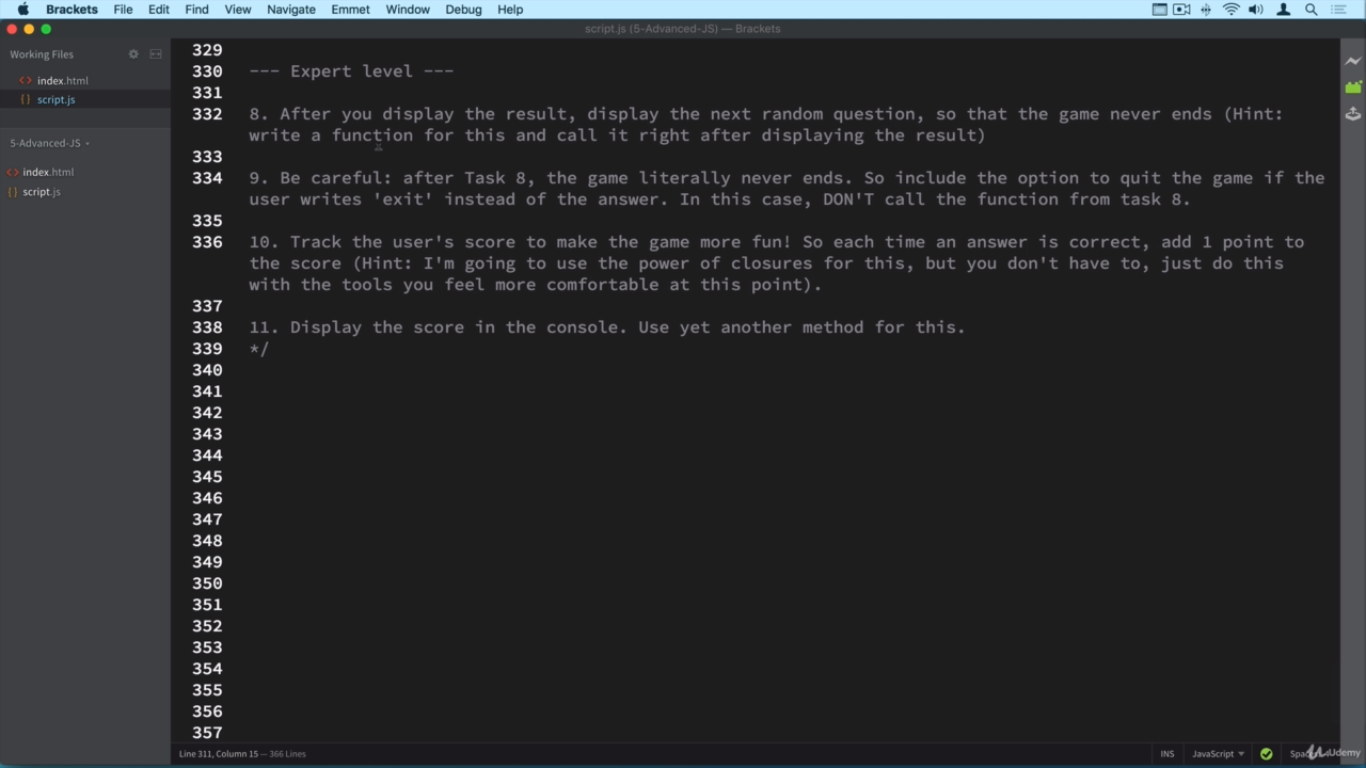 Brackets File Edit Find View Navigate Emmet Window Debug Help
script.js (5-Advanced-JS) — Brackets
Working Files
index.html
script.js
5-Advanced-JS
index.html
script.js
329
330 --- Expert level ---
331
332 8. After you display the result, display the next random question, so that the game never ends (Hint:
write a function for this and call it right after displaying the result)
333
334 9. Be careful: after Task 8, the game literally never ends. So include the option to quit the game if the
user writes 'exit' instead of the answer. In this case, DON'T call the function from task 8.
335
336 10. Track the user's score to make the game more fun! So each time an answer is correct, add 1 point to
the score (Hint: I'm going to use the power of closures for this, but you don't have to, just do this
with the tools you feel more comfortable at this point).
337
338 11. Display the score in the console. Use yet another method for this.
339 */
340
341
342
343
344
345
346
347
348
349
350
351
352
353
354
355
356
357
Line 311, Column 15 — 366 Lines
INS JavaScript
Udemy